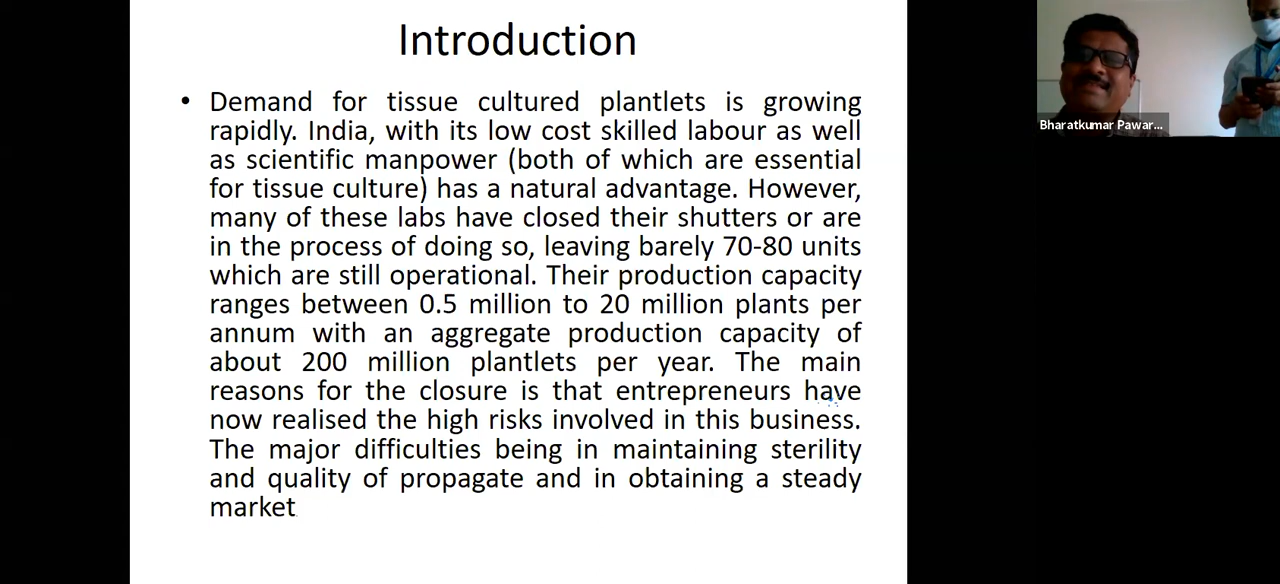 Introduction
• Demand for tissue cultured plantlets is growing
rapidly. India, with its low cost skilled labour as well
as scientific manpower (both of which are essential
for tissue culture) has a natural advantage. However,
many of these labs have closed their shutters or are
in the process of doing so, leaving barely 70-80 units
which are still operational. Their production capacity
ranges between 0.5 million to 20 million plants per
annum with an aggregate production capacity of
about 200 million plantlets per year. The main
reasons for the closure is that entrepreneurs have
now realised the high risks involved in this business.
The major difficulties being in maintaining sterility
and quality of propagate and in obtaining a steady
market.
Bharatkumar Pawar...